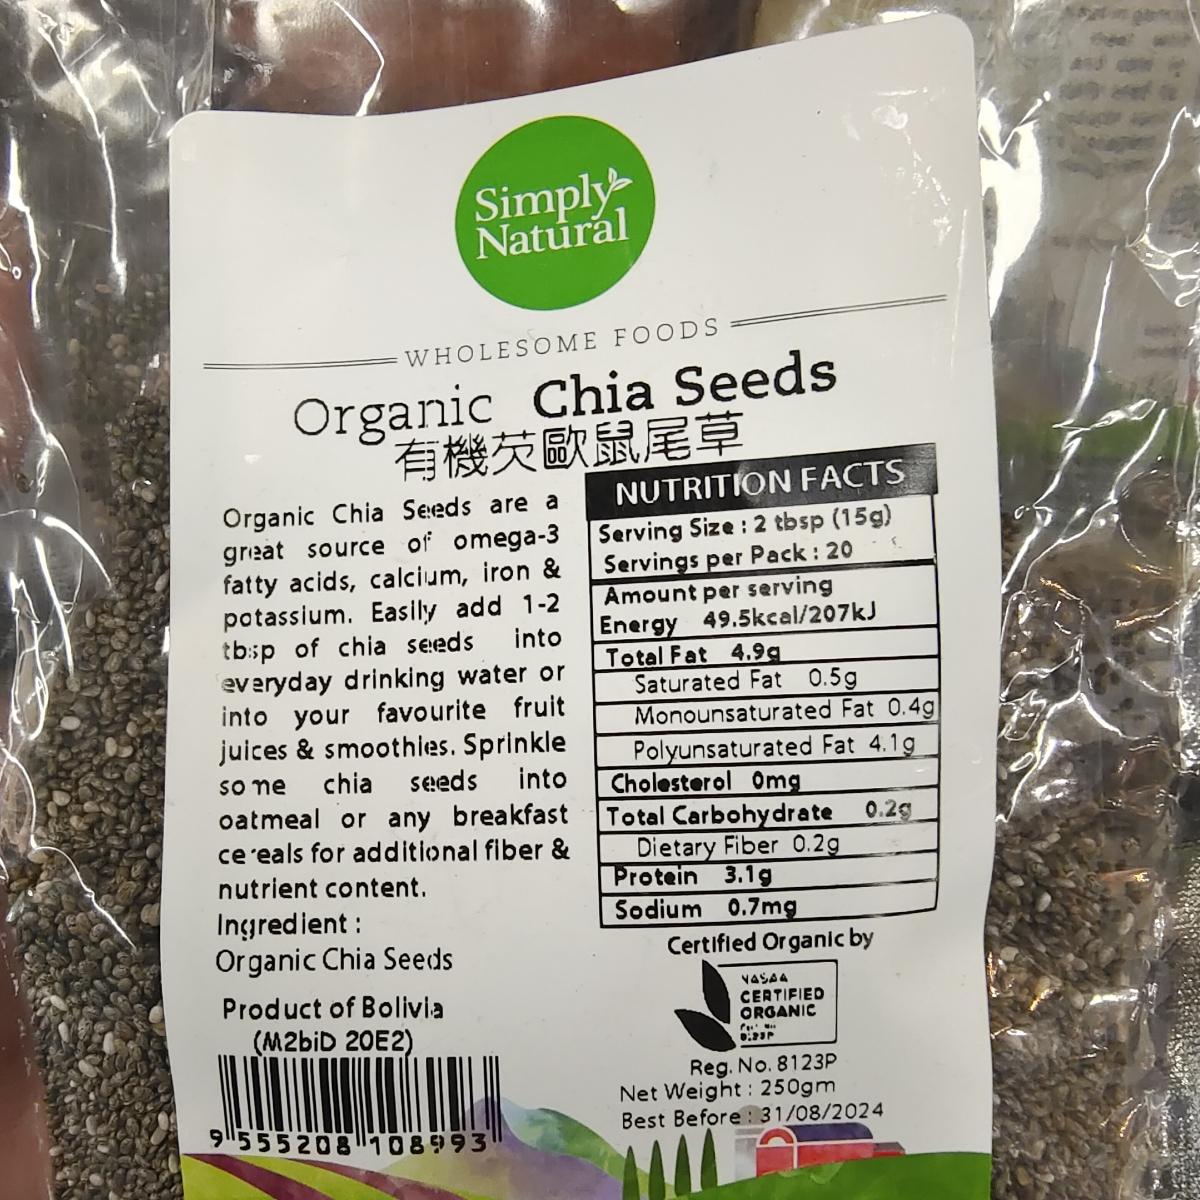 Simply
Natural
WHOLESOME FOODS
Organic Chia Seeds
有機芡歐鼠尾草
Organic Chia Seeds are a
great source of omega-3
fatty acids, calcium, iron &
potassium. Easily add 1-2
tbsp of chia seeds into
everyday drinking water or
into your favourite fruit
juices & smoothies. Sprinkle
some chia seeds into
oatmeal or any breakfast
cereals for additional fiber &
nutrient content.
Ingredient :
Organic Chia Seeds
Product of Bolivia
(M2biD 20E2)
9 555208 108993
NUTRITION FACTS
Serving Size : 2 tbsp (15g)
Servings per Pack : 20
Amount per serving
Energy 49.5kcal/207kJ
Total Fat 4.9g
Saturated Fat 0.5g
Monounsaturated Fat 0.4g
Polyunsaturated Fat 4.1g
Cholesterol 0mg
Total Carbohydrate 0.2g
Dietary Fiber 0.2g
Protein 3.1g
Sodium 0.7mg
Certified Organic by
NASAA
CERTIFIED
ORGANIC
Reg. No. 8123P
Net Weight : 250gm
Best Before : 31/08/2024